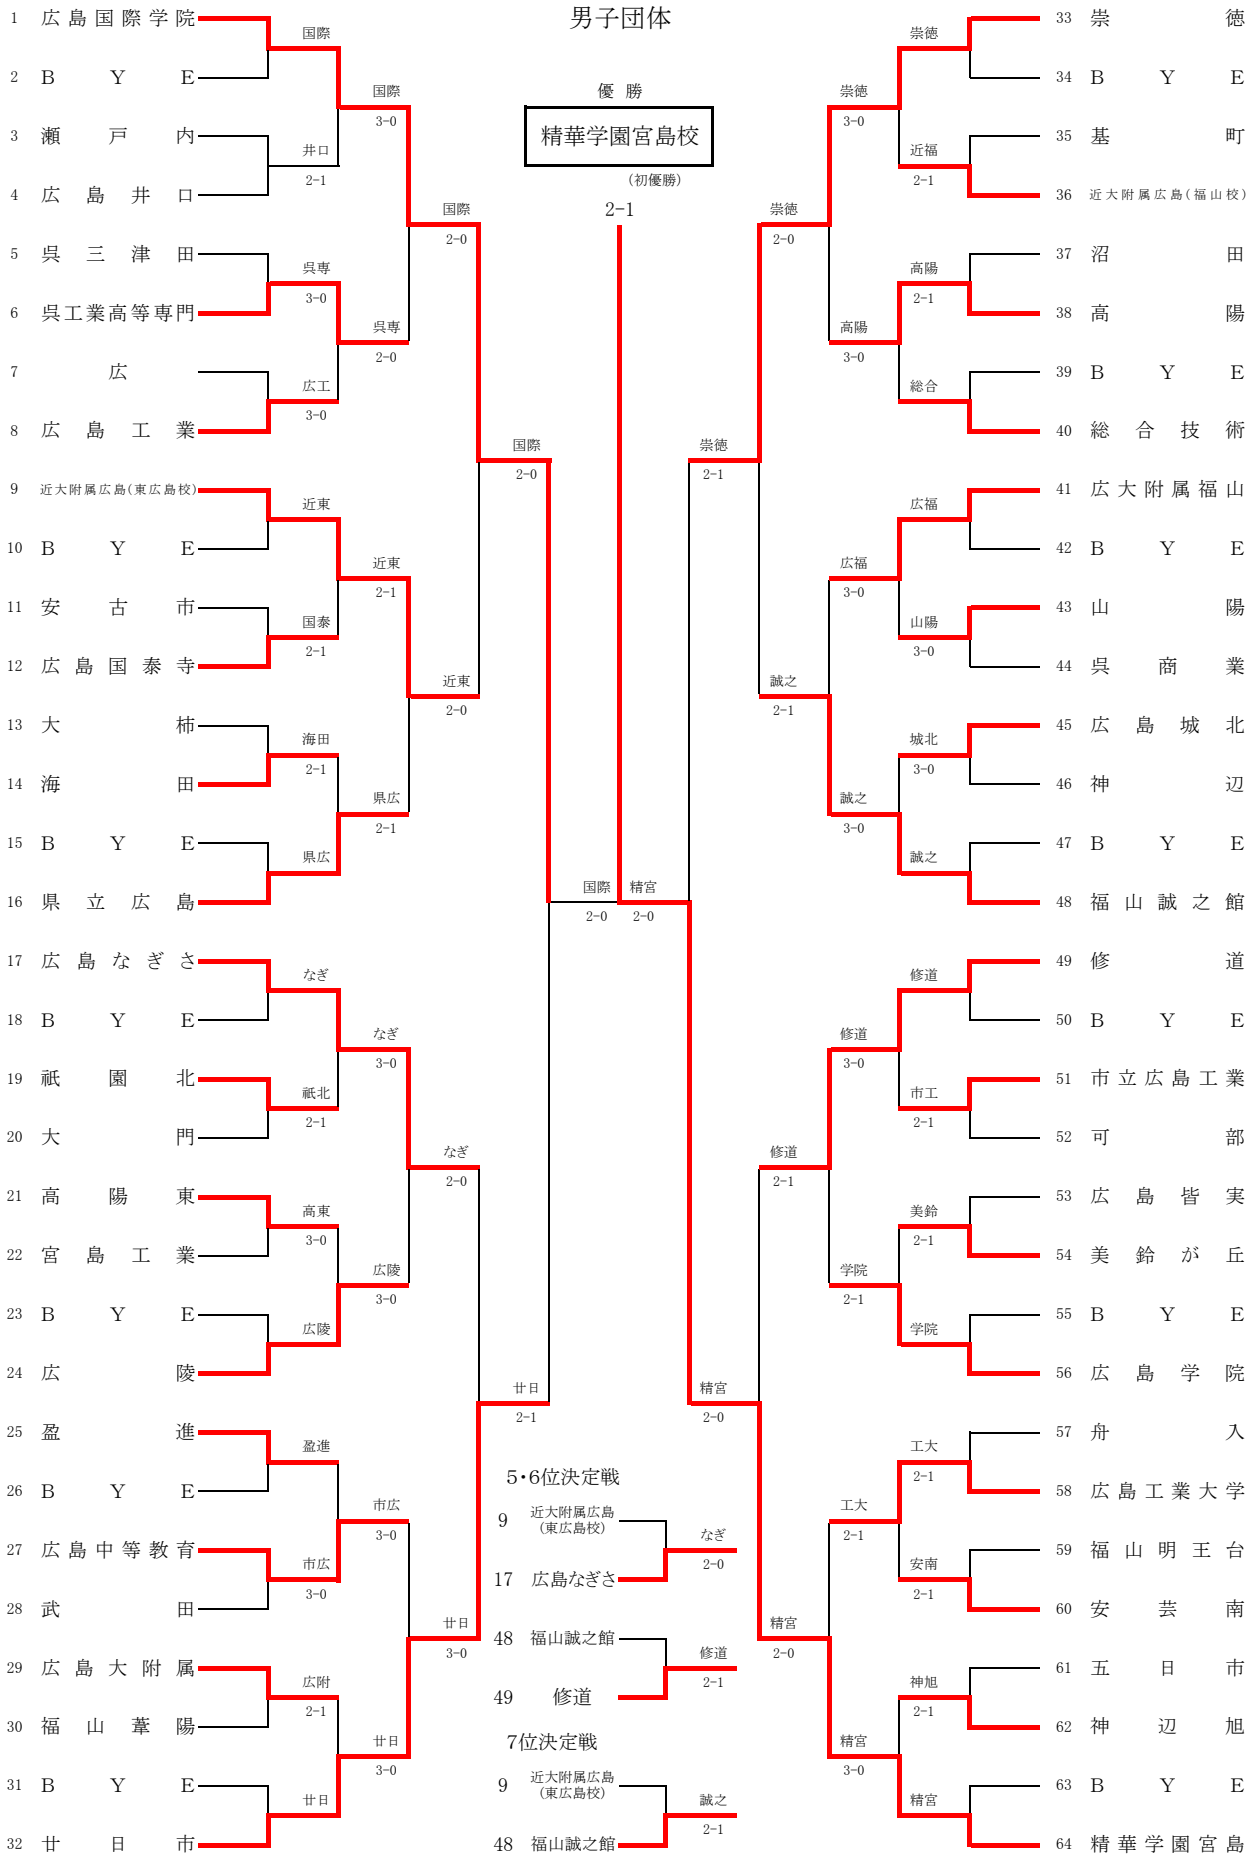 男子団体
優勝
精華学園宮島校
(初優勝)
2-1
1 広島国際学院
2 BYE
3 瀬戸内
4 広島井口
5 呉三津田
6 呉工業高等専門
7 広
8 広島工業
9 近大附属広島(東広島校)
10 BYE
11 安古市
12 広島国泰寺
13 大柿
14 海田
15 BYE
16 県立広島
17 広島なぎさ
18 BYE
19 祇園北
20 大門
21 高陽東
22 宮島工業
23 BYE
24 広陵
25 盈進
26 BYE
27 広島中等教育
28 武田
29 広島大附属
30 福山葦陽
31 BYE
32 廿日市
国際
井口
2-1
呉専
3-0
広工
3-0
近東
国泰
2-1
海田
2-1
県広
なぎ
祇北
2-1
高東
3-0
広陵
盈進
市広
3-0
広附
2-1
廿日
国際
3-0
呉専
2-0
近東
2-1
県広
2-1
なぎ
3-0
広陵
3-0
市広
3-0
廿日
3-0
国際
2-0
近東
2-0
なぎ
2-0
廿日
3-0
国際
2-0
廿日
2-1
国際
2-0
精宮
2-0
崇徳
2-1
精宮
2-0
崇徳
2-0
誠之
2-1
修道
2-1
精宮
2-0
崇徳
3-0
高陽
3-0
広福
3-0
誠之
3-0
修道
3-0
学院
2-1
工大
2-1
精宮
3-0
崇徳
近福
2-1
高陽
2-1
総合
広福
山陽
3-0
城北
3-0
誠之
修道
市工
2-1
美鈴
2-1
学院
工大
2-1
安南
2-1
神旭
2-1
精宮
33 崇徳
34 BYE
35 基町
36 近大附属広島(福山校)
37 沼田
38 高陽
39 BYE
40 総合技術
41 広大附属福山
42 BYE
43 山陽
44 呉商業
45 広島城北
46 神辺
47 BYE
48 福山誠之館
49 修道
50 BYE
51 市立広島工業
52 可部
53 広島皆実
54 美鈴が丘
55 BYE
56 広島学院
57 舟入
58 広島工業大学
59 福山明王台
60 安芸南
61 五日市
62 神辺旭
63 BYE
64 精華学園宮島
5・6位決定戦
9 近大附属広島
(東広島校)
なぎ
2-0
17 広島なぎさ
48 福山誠之館
修道
2-1
49 修道
7位決定戦
9 近大附属広島
(東広島校)
誠之
2-1
48 福山誠之館